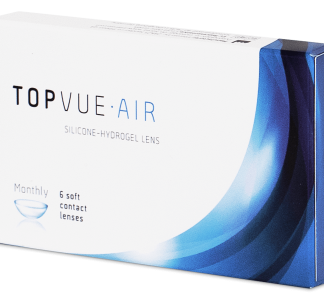 TOPVUE·AIR
SILICONE-HYDROGEL LENS
Monthly
6 soft
contact
lenses